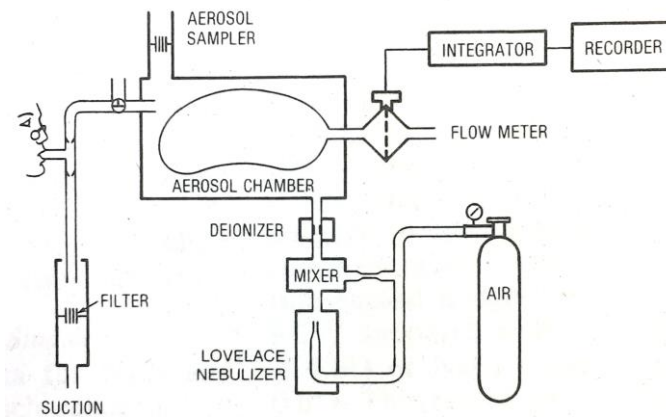 AEROSOL
SAMPLER
INTEGRATOR
RECORDER
FLOW METER
AEROSOL CHAMBER
DEIONIZER
MIXER
AIR
FILTER
LOVELACE
NEBULIZER
SUCTION